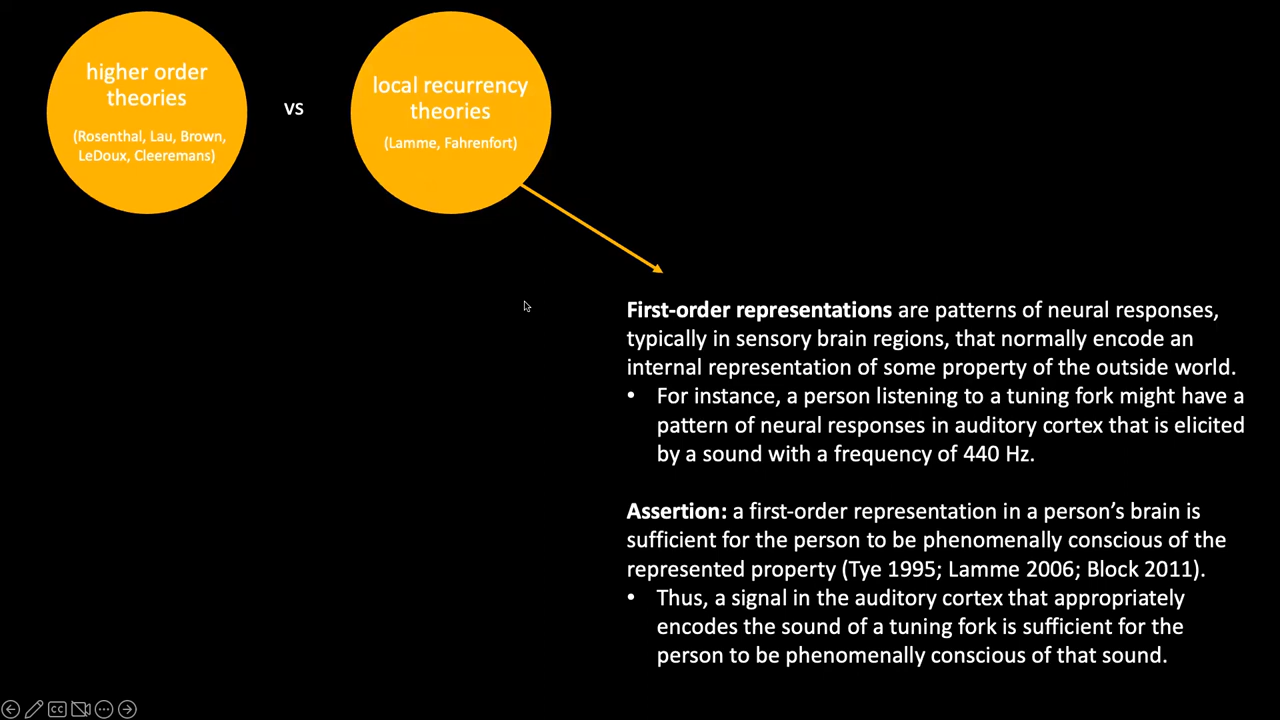 higher order
theories
(Rosenthal, Lau, Brown,
LeDoux, Cleeremans)
vs
local recurrency
theories
(Lamme, Fahrenfort)
First-order representations are patterns of neural responses,
typically in sensory brain regions, that normally encode an
internal representation of some property of the outside world.
• For instance, a person listening to a tuning fork might have a
pattern of neural responses in auditory cortex that is elicited
by a sound with a frequency of 440 Hz.
Assertion: a first-order representation in a person's brain is
sufficient for the person to be phenomenally conscious of the
represented property (Tye 1995; Lamme 2006; Block 2011).
• Thus, a signal in the auditory cortex that appropriately
encodes the sound of a tuning fork is sufficient for the
person to be phenomenally conscious of that sound.
CC